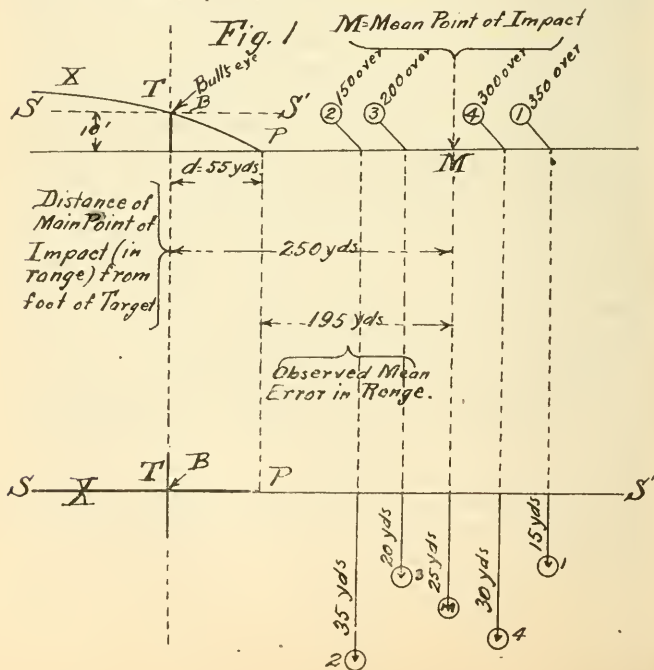 Fig. 1
M=Mean Point of Impact
X
T
Bull's eye
S
B
S'
10'
P
② 150 over
③ 200 over
④ 300 over
① 350 over
M
d=55 yds
Distance of
Main Point of
Impact (in
range) from
foot of Target
250 yds
195 yds
Observed Mean
Error in Range.
S
X
T
B
P
S'
35 yds
20 yds
25 yds
30 yds
15 yds
2
3
M
4
1